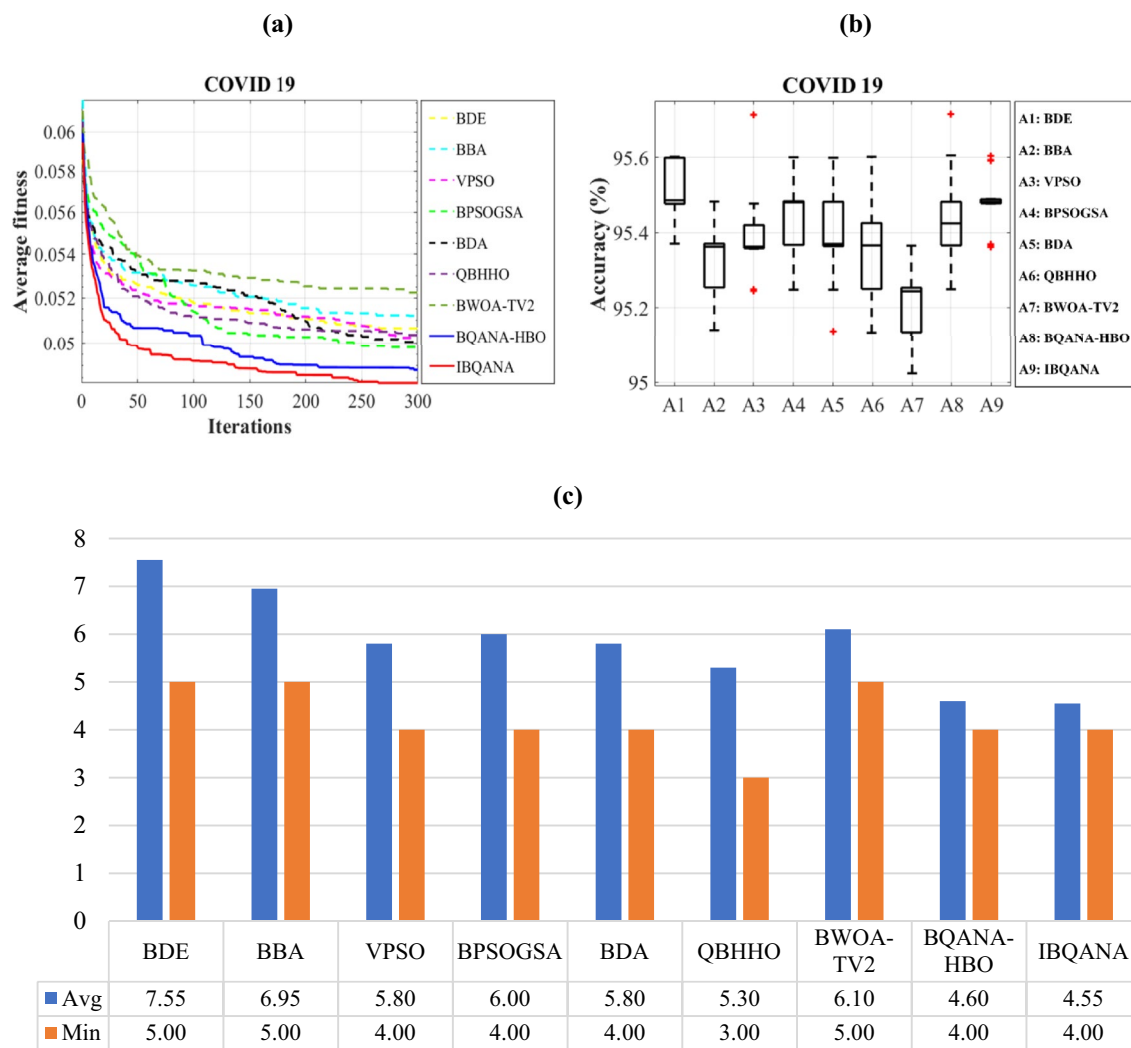 (a)
COVID 19
Average fitness
0.06
0.058
0.056
0.054
0.052
0.05
0 50 100 150 200 250 300
Iterations
BDE
BBA
VPSO
BPSOGSA
BDA
QBHHO
BWOA-TV2
BQANA-HBO
IBQANA
(b)
COVID 19
Accuracy (%)
95.6
95.4
95.2
95
A1 A2 A3 A4 A5 A6 A7 A8 A9
A1: BDE
A2: BBA
A3: VPSO
A4: BPSOGSA
A5: BDA
A6: QBHHO
A7: BWOA-TV2
A8: BQANA-HBO
A9: IBQANA
(c)
8
7
6
5
4
3
2
1
0
BDE BBA VPSO BPSOGSA BDA QBHHO BWOA-TV2 BQANA-HBO IBQANA
Avg 7.55 6.95 5.80 6.00 5.80 5.30 6.10 4.60 4.55
Min 5.00 5.00 4.00 4.00 4.00 3.00 5.00 4.00 4.00